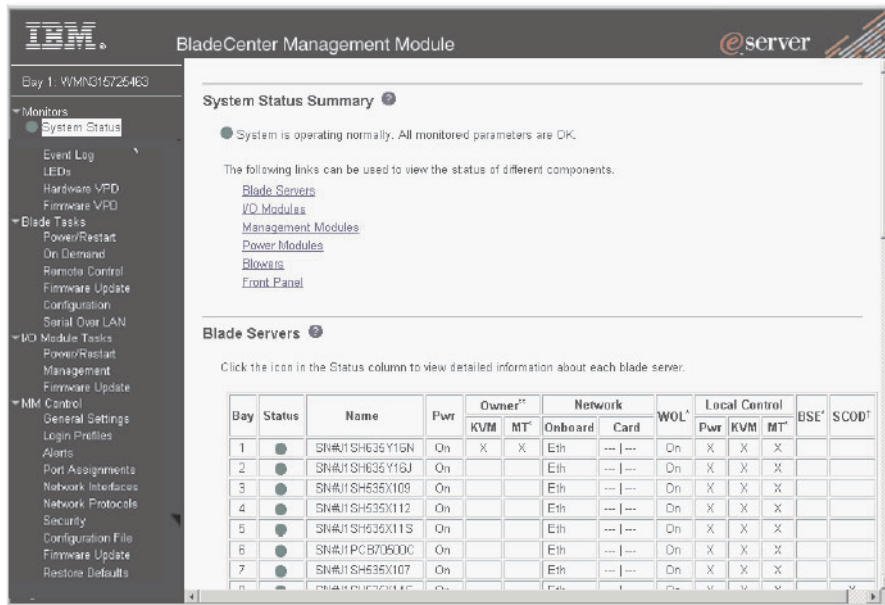 IBM.
BladeCenter Management Module
@server
Bay 1: WMN315725463
Monitors
System Status
Event Log
LEDs
Hardware VPD
Firmware VPD
Blade Tasks
Power/Restart
On Demand
Remote Control
Firmware Update
Configuration
Serial Over LAN
I/O Module Tasks
Power/Restart
Management
Firmware Update
MM Control
General Settings
Login Profiles
Alerts
Port Assignments
Network Interfaces
Network Protocols
Security
Configuration File
Firmware Update
Restore Defaults
System Status Summary ?
System is operating normally. All monitored parameters are OK.
The following links can be used to view the status of different components.
Blade Servers
I/O Modules
Management Modules
Power Modules
Blowers
Front Panel
Blade Servers ?
Click the icon in the Status column to view detailed information about each blade server.
Bay Status Name Pwr Owner** Network WOL* Local Control BSE* SCOD†
KVM MT* Onboard Card Pwr KVM MT*
1 SN#J1SH635Y16N On X X Eth --- | --- On X X X
2 SN#J1SH635Y16J On Eth --- | --- On X X X
3 SN#J1SH535X109 On Eth --- | --- On X X X
4 SN#J1SH535X112 On Eth --- | --- On X X X
5 SN#J1SH535X11S On Eth --- | --- On X X X
6 SN#J1PCB70500C On Eth --- | --- On X X X
7 SN#J1SH535X107 On Eth --- | --- On X X X